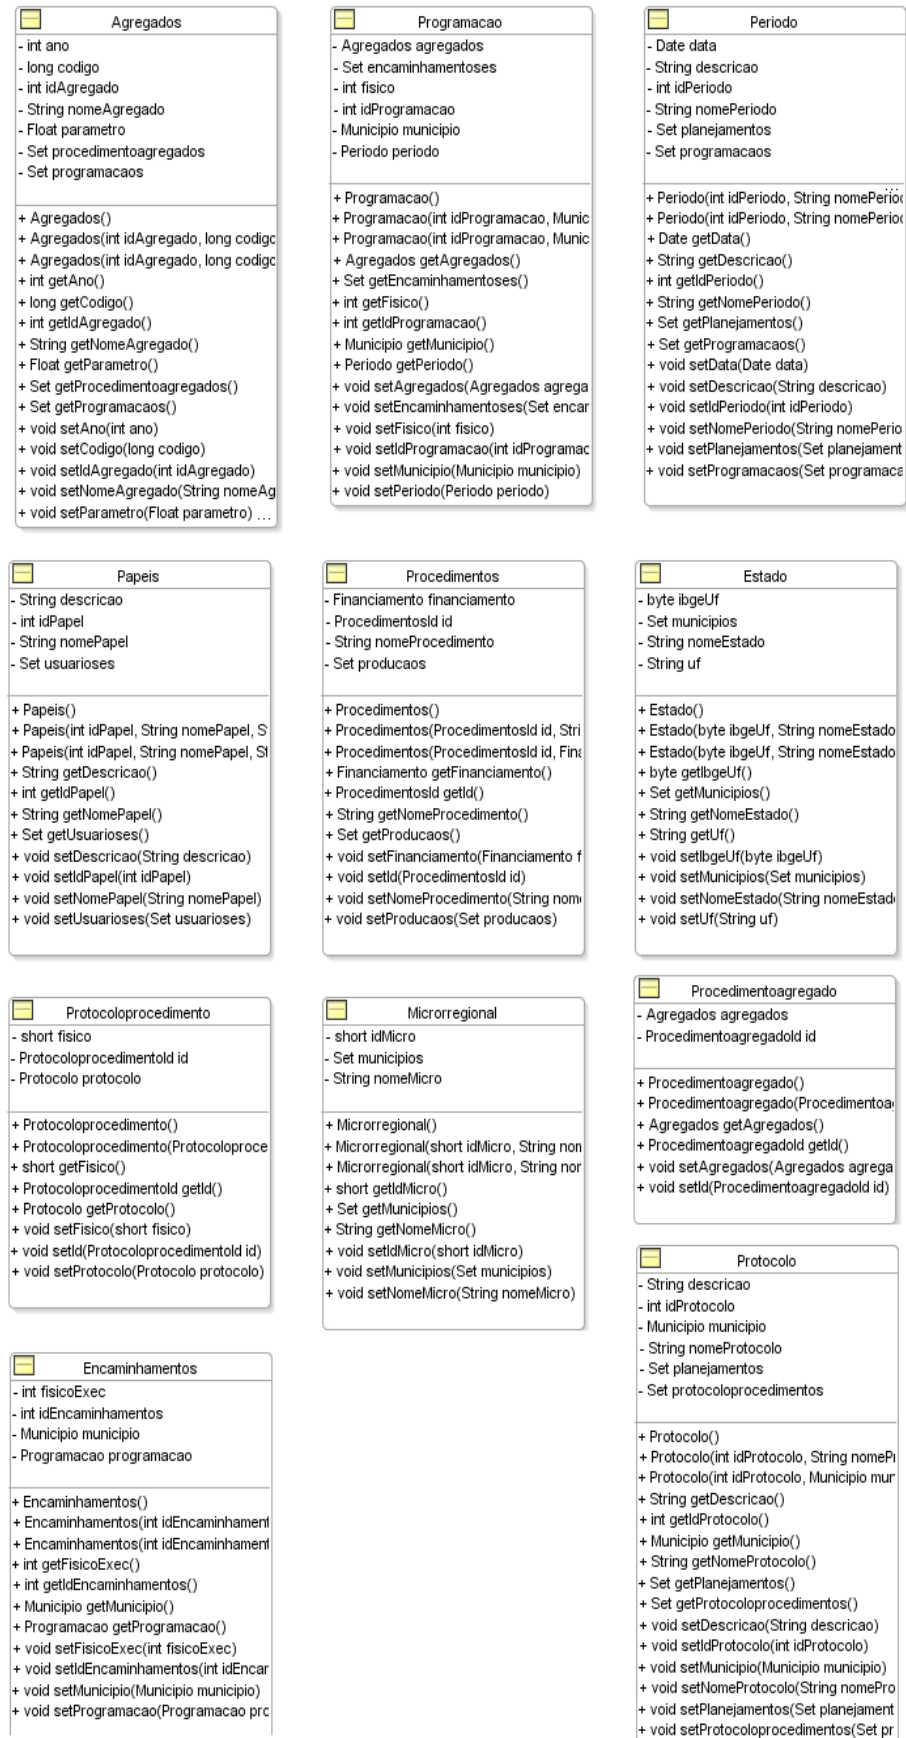 Agregados
- int ano
- long codigo
- int idAgregado
- String nomeAgregado
- Float parametro
- Set procedimentoagregados
- Set programacaos
+ Agregados()
+ Agregados(int idAgregado, long codigo
+ Agregados(int idAgregado, long codigo
+ int getAno()
+ long getCodigo()
+ int getIdAgregado()
+ String getNomeAgregado()
+ Float getParametro()
+ Set getProcedimentoagregados()
+ Set getProgramacaos()
+ void setAno(int ano)
+ void setCodigo(long codigo)
+ void setIdAgregado(int idAgregado)
+ void setNomeAgregado(String nomeAg
+ void setParametro(Float parametro) ...
Programacao
- Agregados agregados
- Set encaminhamentoses
- int fisico
- int idProgramacao
- Municipio municipio
- Periodo periodo
+ Programacao()
+ Programacao(int idProgramacao, Munic
+ Programacao(int idProgramacao, Munic
+ Agregados getAgregados()
+ Set getEncaminhamentoses()
+ int getFisico()
+ int getIdProgramacao()
+ Municipio getMunicipio()
+ Periodo getPeriodo()
+ void setAgregados(Agregados agrega
+ void setEncaminhamentoses(Set encar
+ void setFisico(int fisico)
+ void setIdProgramacao(int idProgramac
+ void setMunicipio(Municipio municipio)
+ void setPeriodo(Periodo periodo)
Periodo
- Date data
- String descricao
- int idPeriodo
- String nomePeriodo
- Set planejamentos
- Set programacaos
...
+ Periodo(int idPeriodo, String nomePerioc
+ Periodo(int idPeriodo, String nomePerioc
+ Date getData()
+ String getDescricao()
+ int getIdPeriodo()
+ String getNomePeriodo()
+ Set getPlanejamentos()
+ Set getProgramacaos()
+ void setData(Date data)
+ void setDescricao(String descricao)
+ void setIdPeriodo(int idPeriodo)
+ void setNomePeriodo(String nomePerio
+ void setPlanejamentos(Set planejament
+ void setProgramacaos(Set programaca
Papeis
- String descricao
- int idPapel
- String nomePapel
- Set usuarioses
+ Papeis()
+ Papeis(int idPapel, String nomePapel, S
+ Papeis(int idPapel, String nomePapel, St
+ String getDescricao()
+ int getIdPapel()
+ String getNomePapel()
+ Set getUsuarioses()
+ void setDescricao(String descricao)
+ void setIdPapel(int idPapel)
+ void setNomePapel(String nomePapel)
+ void setUsuarioses(Set usuarioses)
Procedimentos
- Financiamento financiamento
- ProcedimentosId id
- String nomeProcedimento
- Set producaos
+ Procedimentos()
+ Procedimentos(ProcedimentosId id, Stri
+ Procedimentos(ProcedimentosId id, Fina
+ Financiamento getFinanciamento()
+ ProcedimentosId getId()
+ String getNomeProcedimento()
+ Set getProducaos()
+ void setFinanciamento(Financiamento f
+ void setId(ProcedimentosId id)
+ void setNomeProcedimento(String nom
+ void setProducaos(Set producaos)
Estado
- byte ibgeUf
- Set municipios
- String nomeEstado
- String uf
+ Estado()
+ Estado(byte ibgeUf, String nomeEstado
+ Estado(byte ibgeUf, String nomeEstado
+ byte getIbgeUf()
+ Set getMunicipios()
+ String getNomeEstado()
+ String getUf()
+ void setIbgeUf(byte ibgeUf)
+ void setMunicipios(Set municipios)
+ void setNomeEstado(String nomeEstad
+ void setUf(String uf)
Protocoloprocedimento
- short fisico
- ProtocoloprocedimentoId id
- Protocolo protocolo
+ Protocoloprocedimento()
+ Protocoloprocedimento(Protocoloproce
+ short getFisico()
+ ProtocoloprocedimentoId getId()
+ Protocolo getProtocolo()
+ void setFisico(short fisico)
+ void setId(ProtocoloprocedimentoId id)
+ void setProtocolo(Protocolo protocolo)
Microrregional
- short idMicro
- Set municipios
- String nomeMicro
+ Microrregional()
+ Microrregional(short idMicro, String non
+ Microrregional(short idMicro, String nor
+ short getIdMicro()
+ Set getMunicipios()
+ String getNomeMicro()
+ void setIdMicro(short idMicro)
+ void setMunicipios(Set municipios)
+ void setNomeMicro(String nomeMicro)
Procedimentoagregado
- Agregados agregados
- ProcedimentoagregadoId id
+ Procedimentoagregado()
+ Procedimentoagregado(Procedimentoa
+ Agregados getAgregados()
+ ProcedimentoagregadoId getId()
+ void setAgregados(Agregados agrega
+ void setId(ProcedimentoagregadoId id)
Encaminhamentos
- int fisicoExec
- int idEncaminhamentos
- Municipio municipio
- Programacao programacao
+ Encaminhamentos()
+ Encaminhamentos(int idEncaminhament
+ Encaminhamentos(int idEncaminhament
+ int getFisicoExec()
+ int getIdEncaminhamentos()
+ Municipio getMunicipio()
+ Programacao getProgramacao()
+ void setFisicoExec(int fisicoExec)
+ void setIdEncaminhamentos(int idEncar
+ void setMunicipio(Municipio municipio)
+ void setProgramacao(Programacao prc
Protocolo
- String descricao
- int idProtocolo
- Municipio municipio
- String nomeProtocolo
- Set planejamentos
- Set protocoloprocedimentos
+ Protocolo()
+ Protocolo(int idProtocolo, String nomePr
+ Protocolo(int idProtocolo, Municipio mur
+ String getDescricao()
+ int getIdProtocolo()
+ Municipio getMunicipio()
+ String getNomeProtocolo()
+ Set getPlanejamentos()
+ Set getProtocoloprocedimentos()
+ void setDescricao(String descricao)
+ void setIdProtocolo(int idProtocolo)
+ void setMunicipio(Municipio municipio)
+ void setNomeProtocolo(String nomePro
+ void setPlanejamentos(Set planejament
+ void setProtocoloprocedimentos(Set pr